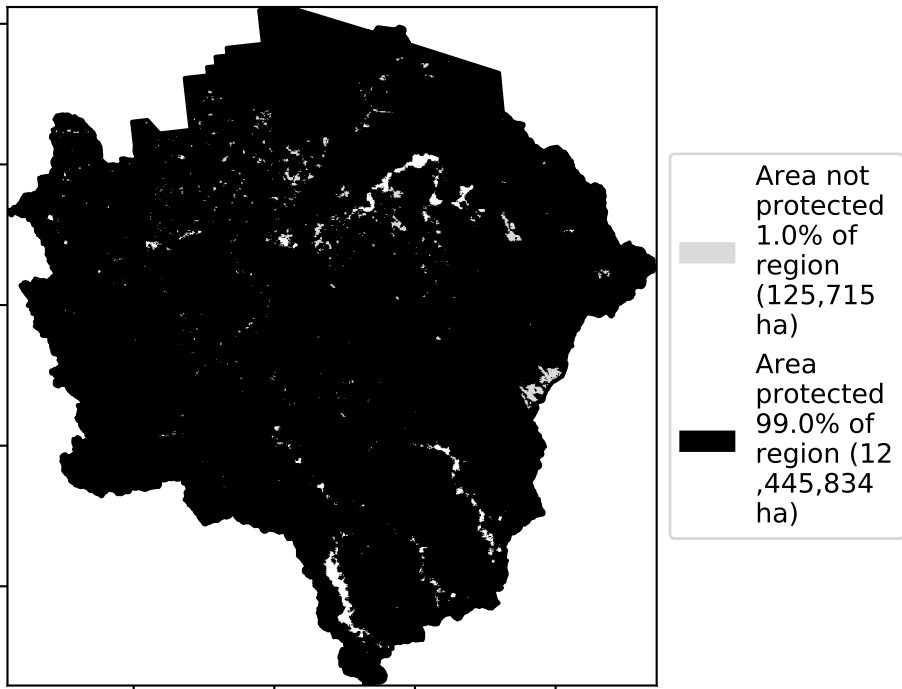 Area not
protected
1.0% of
region
(125,715
ha)
Area
protected
99.0% of
region (12
,445,834
ha)